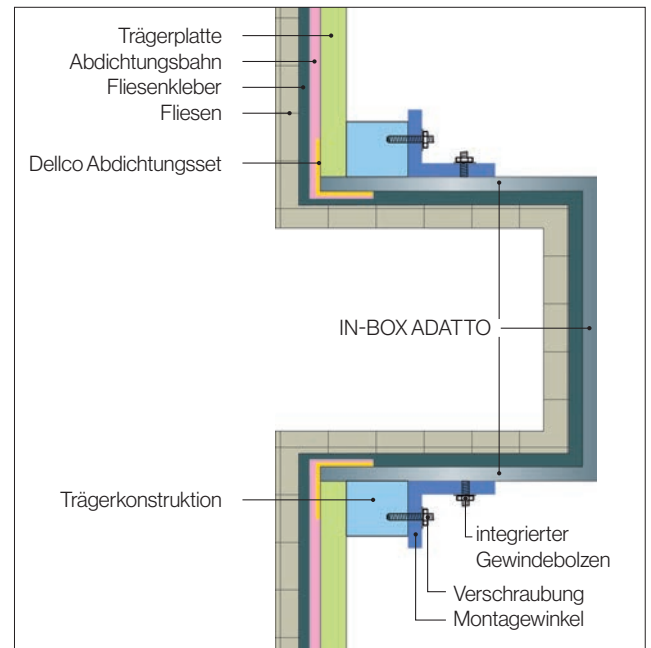 Trägerplatte
Abdichtungsbahn
Fliesenkleber
Fliesen
Dellco Abdichtungsset
IN-BOX ADATTO
Trägerkonstruktion
integrierter
Gewindebolzen
Verschraubung
Montagewinkel